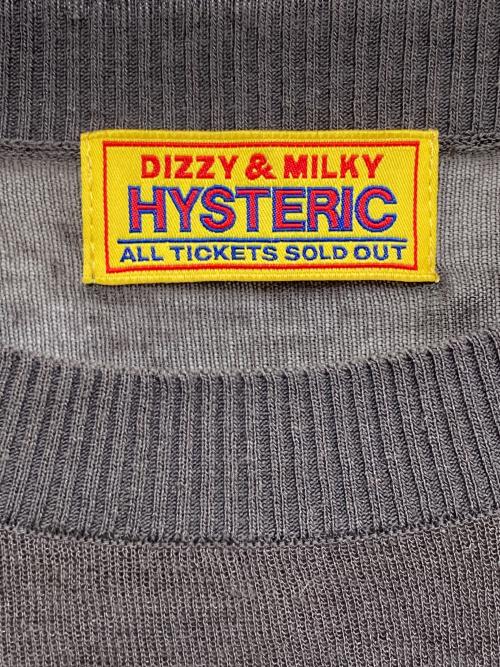 DIZZY & MILKY
HYSTERIC
ALL TICKETS SOLD OUT